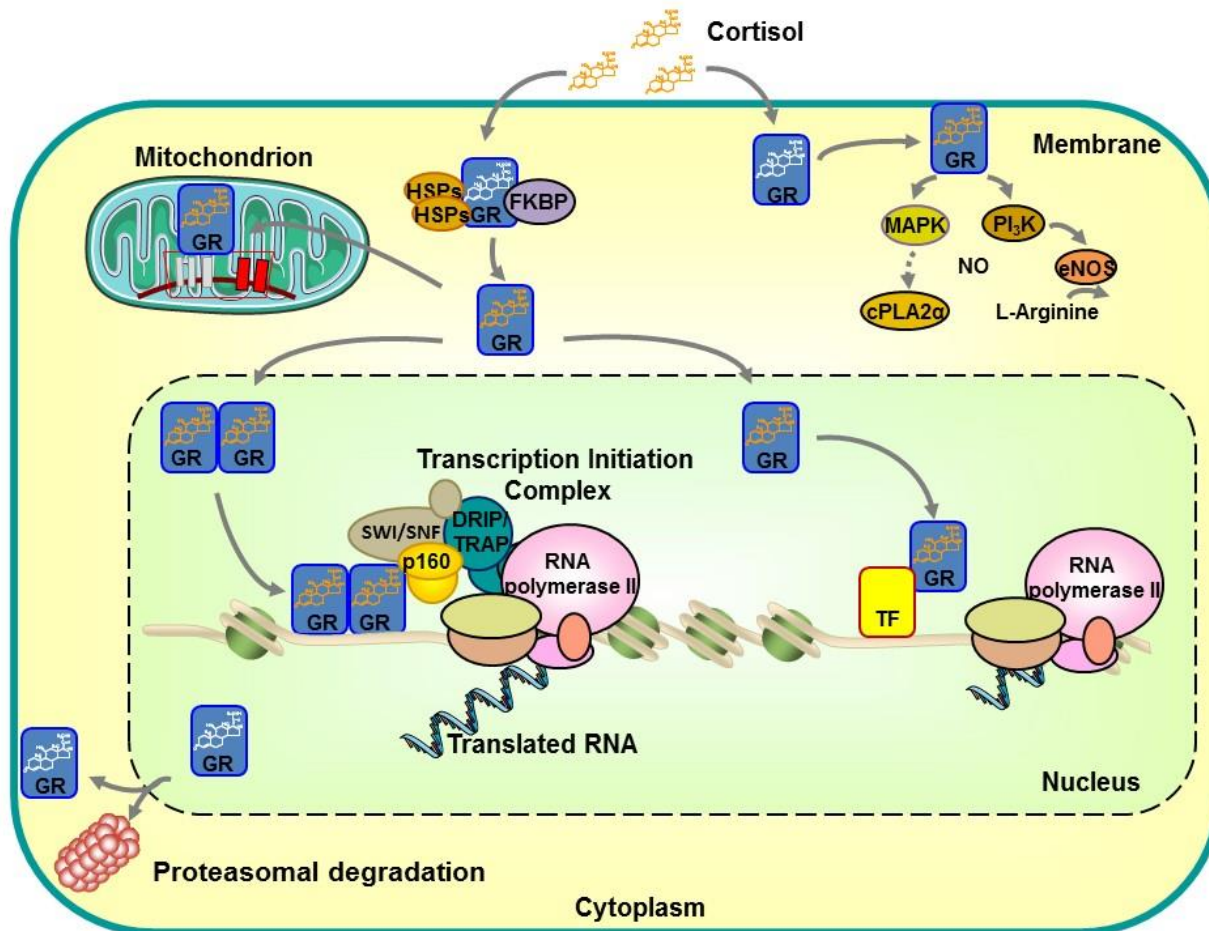 Cortisol
Membrane
Mitochondrion
GR
GR
GR
HSPs
HSPs
GR
FKBP
MAPK
PI3K
NO
eNOS
cPLA2α
L-Arginine
GR
GR
GR
GR
Transcription Initiation
Complex
SWI/SNF
DRIP/
TRAP
p160
RNA
polymerase II
GR
GR
GR
TF
RNA
polymerase II
Translated RNA
GR
GR
Nucleus
Proteasomal degradation
Cytoplasm